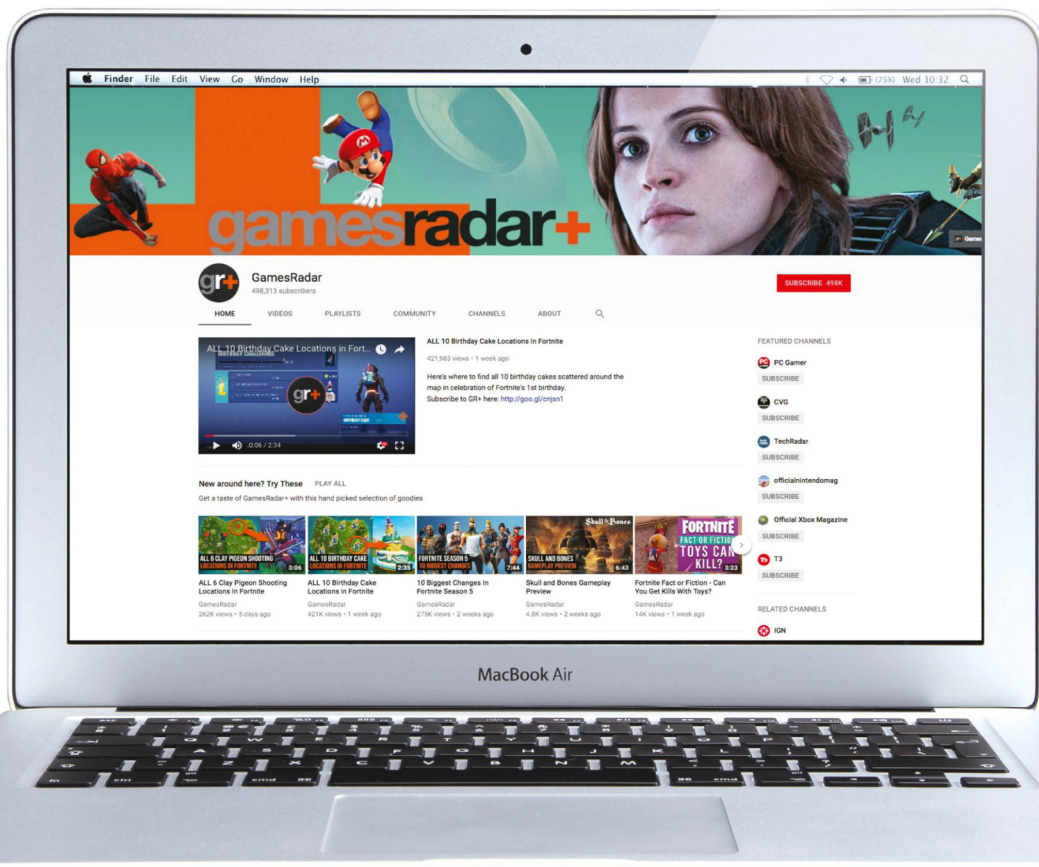 Finder File Edit View Go Window Help
(75%) Wed 10:32
gamesradar+
gr+
GamesRadar
498,313 subscribers
SUBSCRIBE 498K
HOME VIDEOS PLAYLISTS COMMUNITY CHANNELS ABOUT
ALL 10 Birthday Cake Locations in Fort...
gr+
0:06 / 2:34
ALL 10 Birthday Cake Locations in Fortnite
421,983 views • 1 week ago
Here's where to find all 10 birthday cakes scattered around the
map in celebration of Fortnite's 1st birthday.
Subscribe to GR+ here: http://goo.gl/cnjsn1
New around here? Try These PLAY ALL
Get a taste of GamesRadar+ with this hand picked selection of goodies
ALL 6 CLAY PIGEON SHOOTING
LOCATIONS IN FORTNITE
3:06
ALL 6 Clay Pigeon Shooting
Locations in Fortnite
GamesRadar
262K views • 5 days ago
ALL 10 BIRTHDAY CAKE
LOCATIONS IN FORTNITE
2:35
ALL 10 Birthday Cake
Locations in Fortnite
GamesRadar
421K views • 1 week ago
FORTNITE SEASON 5
10 BIGGEST CHANGES
7:44
10 Biggest Changes In
Fortnite Season 5
GamesRadar
275K views • 2 weeks ago
Skull & Bones
SKULL AND BONES
GAMEPLAY PREVIEW
6:43
Skull and Bones Gameplay
Preview
GamesRadar
4.8K views • 2 weeks ago
FORTNITE
FACT OR FICTION
TOYS CAN
KILL?
3:23
Fortnite Fact or Fiction - Can
You Get Kills With Toys?
GamesRadar
14K views • 1 week ago
FEATURED CHANNELS
PC Gamer
SUBSCRIBE
CVG
SUBSCRIBE
TechRadar
SUBSCRIBE
officialnintendomag
SUBSCRIBE
Official Xbox Magazine
SUBSCRIBE
T3
SUBSCRIBE
RELATED CHANNELS
IGN
MacBook Air